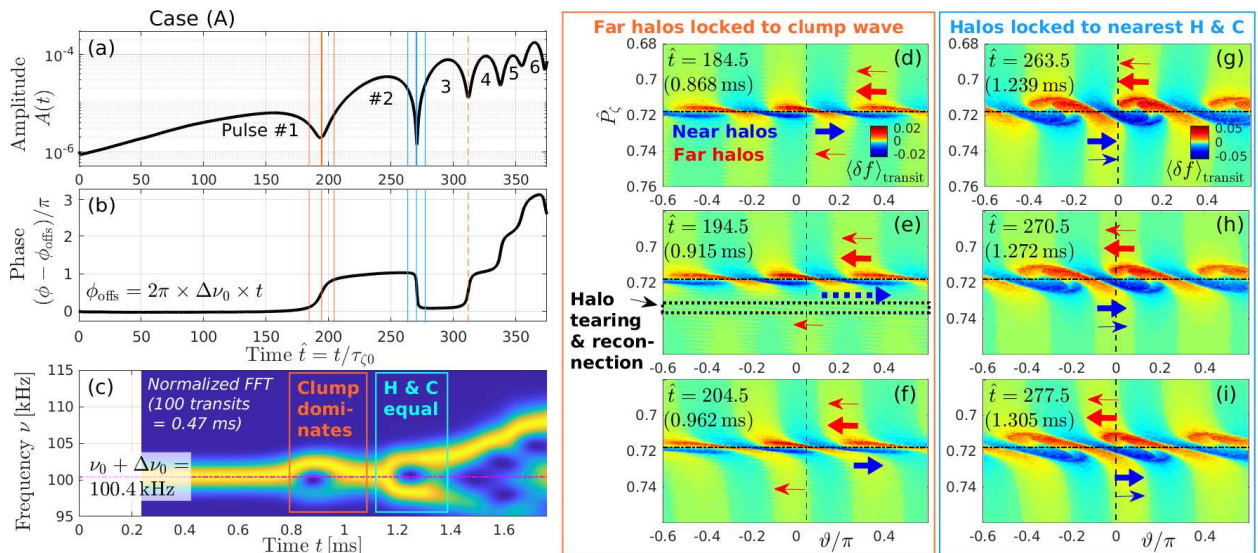 Case (A)
(a)
Amplitude
A(t)
10^-4
10^-6
Pulse #1
#2
3
4
5
6
0 50 100 150 200 250 300 350
(b)
Phase
(ϕ − ϕ_offs)/π
3
2
1
0
ϕ_offs = 2π × Δν_0 × t
0 50 100 150 200 250 300 350
Time t̂ = t/τ_ζ0
(c)
Frequency ν [kHz]
115
110
105
100
95
Normalized FFT
(100 transits
= 0.47 ms)
Clump
domi-
nates
H & C
equal
ν_0 + Δν_0 =
100.4 kHz
0 0.2 0.4 0.6 0.8 1 1.2 1.4 1.6
Time t [ms]
Far halos locked to clump wave
P̂_ζ
0.68
0.7
0.72
0.74
0.76
t̂ = 184.5
(0.868 ms)
(d)
Near halos
Far halos
0.02
0
-0.02
⟨δf⟩_transit
-0.6 -0.4 -0.2 0 0.2 0.4
t̂ = 194.5
(0.915 ms)
(e)
0.7
0.72
0.74
Halo
tearing
& recon-
nection
-0.6 -0.4 -0.2 0 0.2 0.4
t̂ = 204.5
(0.962 ms)
(f)
0.7
0.72
0.74
-0.6 -0.4 -0.2 0 0.2 0.4
ϑ/π
Halos locked to nearest H & C
t̂ = 263.5
(1.239 ms)
(g)
0.7
0.72
0.74
0.05
0
-0.05
⟨δf⟩_transit
-0.6 -0.4 -0.2 0 0.2 0.4
t̂ = 270.5
(1.272 ms)
(h)
0.7
0.72
0.74
-0.6 -0.4 -0.2 0 0.2 0.4
t̂ = 277.5
(1.305 ms)
(i)
0.7
0.72
0.74
-0.6 -0.4 -0.2 0 0.2 0.4
ϑ/π